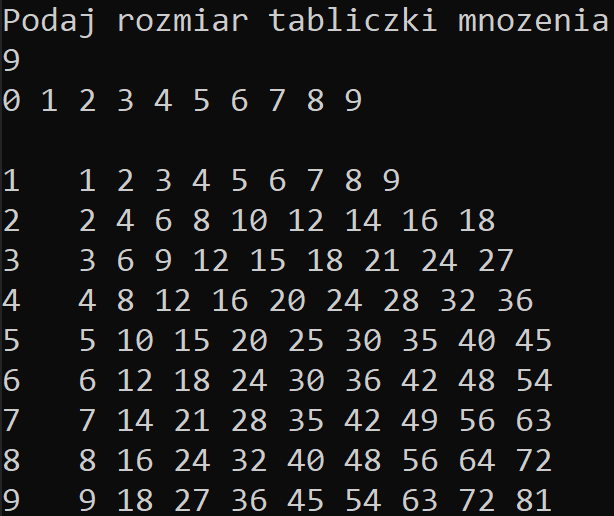 Podaj rozmiar tabliczki mnozenia
9
0 1 2 3 4 5 6 7 8 9

1   1 2 3 4 5 6 7 8 9
2   2 4 6 8 10 12 14 16 18
3   3 6 9 12 15 18 21 24 27
4   4 8 12 16 20 24 28 32 36
5   5 10 15 20 25 30 35 40 45
6   6 12 18 24 30 36 42 48 54
7   7 14 21 28 35 42 49 56 63
8   8 16 24 32 40 48 56 64 72
9   9 18 27 36 45 54 63 72 81